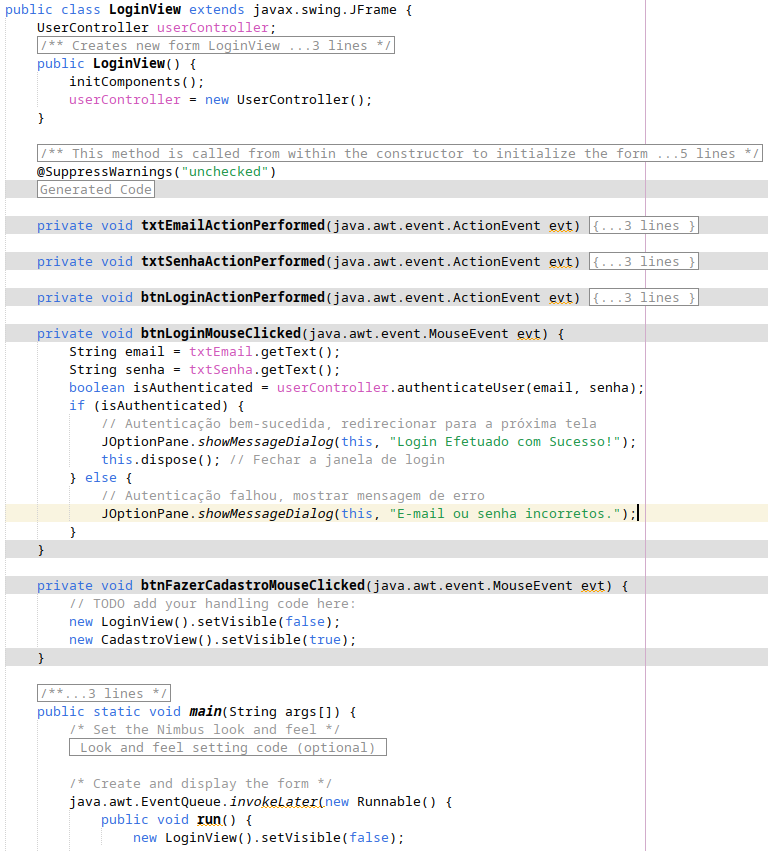 public class LoginView extends javax.swing.JFrame {
    UserController userController;
    /** Creates new form LoginView ...3 lines */
    public LoginView() {
        initComponents();
        userController = new UserController();
    }
    /** This method is called from within the constructor to initialize the form ...5 lines */
    @SuppressWarnings("unchecked")
    Generated Code
    private void txtEmailActionPerformed(java.awt.event.ActionEvent evt) {...3 lines }
    private void txtSenhaActionPerformed(java.awt.event.ActionEvent evt) {...3 lines }
    private void btnLoginActionPerformed(java.awt.event.ActionEvent evt) {...3 lines }
    private void btnLoginMouseClicked(java.awt.event.MouseEvent evt) {
        String email = txtEmail.getText();
        String senha = txtSenha.getText();
        boolean isAuthenticated = userController.authenticateUser(email, senha);
        if (isAuthenticated) {
            // Autenticação bem-sucedida, redirecionar para a próxima tela
            JOptionPane.showMessageDialog(this, "Login Efetuado com Sucesso!");
            this.dispose(); // Fechar a janela de login
        } else {
            // Autenticação falhou, mostrar mensagem de erro
            JOptionPane.showMessageDialog(this, "E-mail ou senha incorretos.");
        }
    }
    private void btnFazerCadastroMouseClicked(java.awt.event.MouseEvent evt) {
        // TODO add your handling code here:
        new LoginView().setVisible(false);
        new CadastroView().setVisible(true);
    }
    /**...3 lines */
    public static void main(String args[]) {
        /* Set the Nimbus look and feel */
        Look and feel setting code (optional)
        /* Create and display the form */
        java.awt.EventQueue.invokeLater(new Runnable() {
            public void run() {
                new LoginView().setVisible(false);